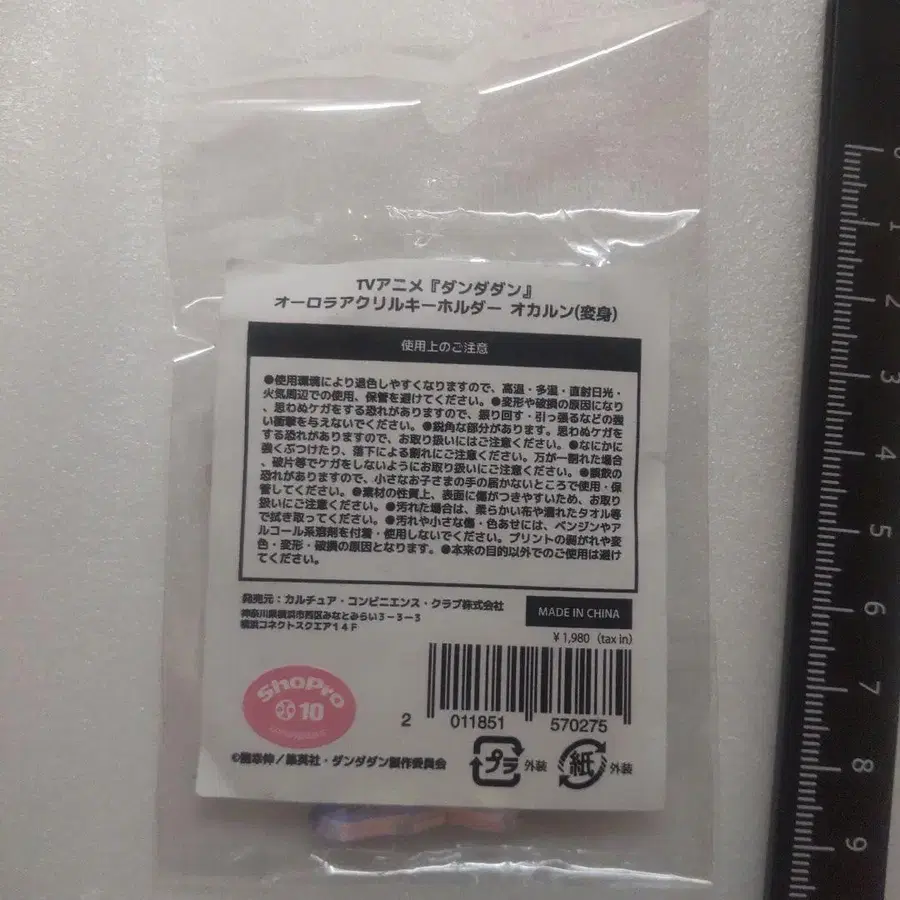 TVアニメ『ダンダダン』
オーロラアクリルキーホルダー オカルン(変身)
使用上のご注意
●使用環境により退色しやすくなりますので、高温・多湿・直射日光・
火気周辺での使用、保管を避けてください。●変形や破損の原因になり
、思わぬケガをする恐れがありますので、振り回す・引っ張るなどの強
い衝撃を与えないでください。●鋭角な部分があります。思わぬケガを
する恐れがありますので、お取り扱いにはご注意ください。●なにかに
強くぶつけたり、落下による割れにご注意ください。万が一割れた場合
、破片等でケガをしないようにお取り扱いにご注意ください。●誤飲の
恐れがありますので、小さなお子さまの手の届かないところで使用・保
管してください。●素材の性質上、表面に傷がつきやすいため、お取り
扱いにご注意ください。●汚れた場合は、柔らかい布や濡れたタオル等
で拭き取ってください。●汚れや小さな傷・色あせには、ベンジンやア
ルコール系溶剤を付着・使用しないでください。プリントの剥がれや変
色・変形・破損の原因となります。●本来の目的以外でのご使用は避け
てください。
発売元：カルチュア・コンビニエンス・クラブ株式会社
神奈川県横浜市西区みなとみらい３－３－３
横浜コネクトスクエア１４Ｆ
MADE IN CHINA
¥1,980（tax in）
2 011851 570275
ShoPro
10
©龍幸伸／集英社・ダンダダン製作委員会
プラ 外装
紙 外装
0
1
2
3
4
5
6
7
8
9